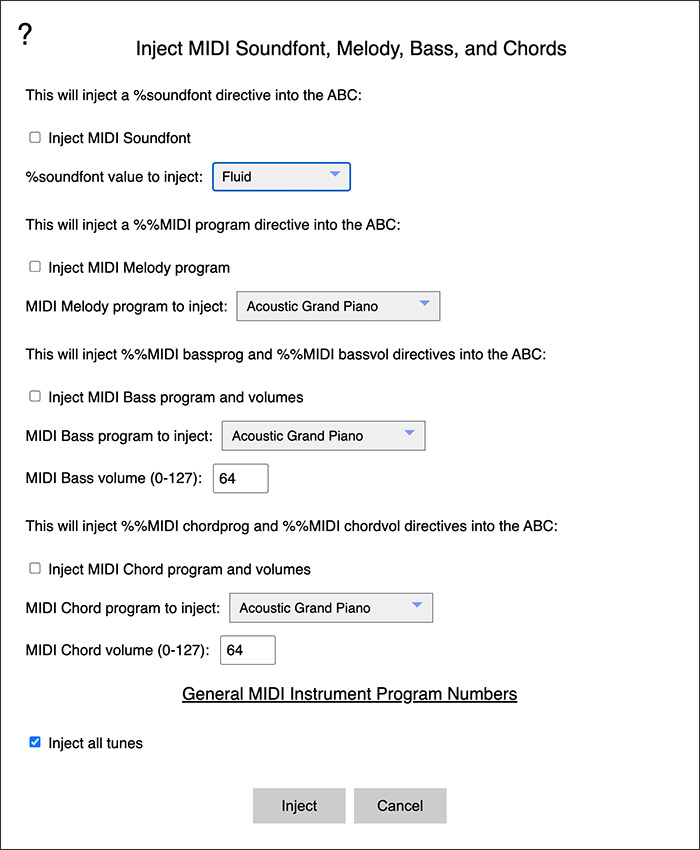 ?
Inject MIDI Soundfont, Melody, Bass, and Chords
This will inject a %soundfont directive into the ABC:
Inject MIDI Soundfont
%soundfont value to inject: Fluid
This will inject a %%MIDI program directive into the ABC:
Inject MIDI Melody program
MIDI Melody program to inject: Acoustic Grand Piano
This will inject %%MIDI bassprog and %%MIDI bassvol directives into the ABC:
Inject MIDI Bass program and volumes
MIDI Bass program to inject: Acoustic Grand Piano
MIDI Bass volume (0-127): 64
This will inject %%MIDI chordprog and %%MIDI chordvol directives into the ABC:
Inject MIDI Chord program and volumes
MIDI Chord program to inject: Acoustic Grand Piano
MIDI Chord volume (0-127): 64
General MIDI Instrument Program Numbers
Inject all tunes
Inject Cancel